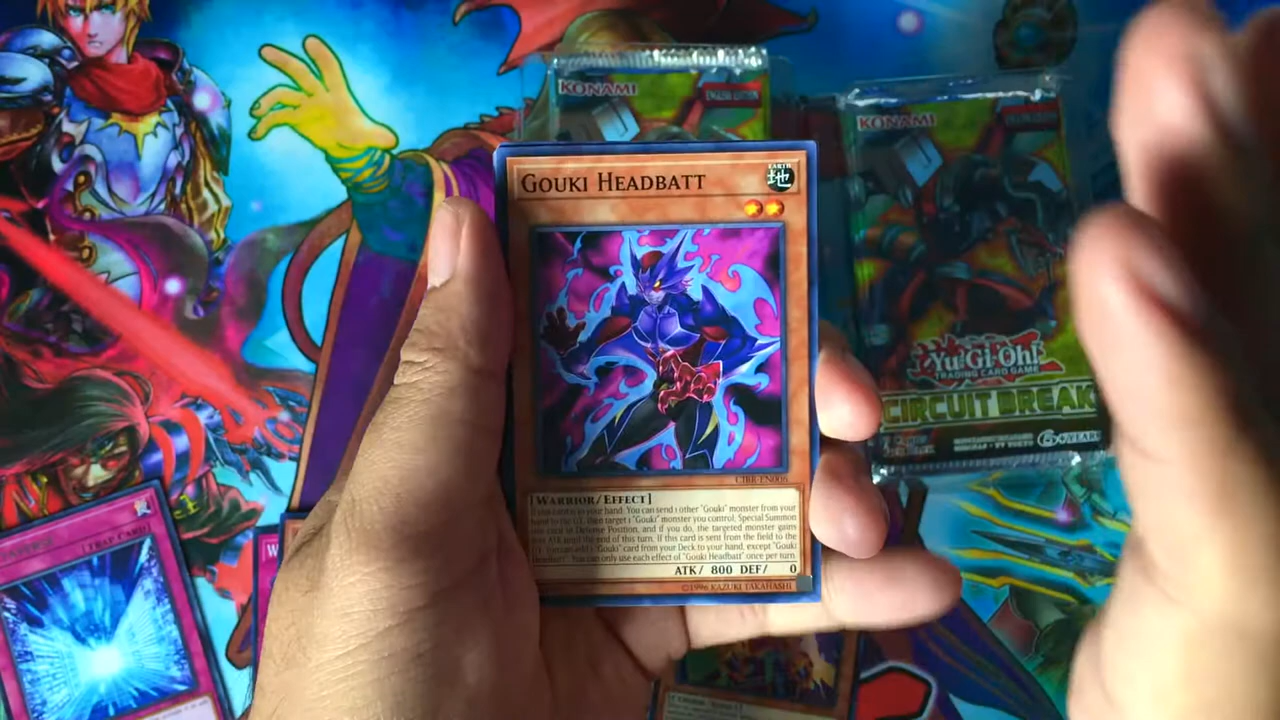 KONAMI
KONAMI
GOUKI HEADBATT
EARTH
地
CIBR-EN006
[WARRIOR/EFFECT]
in your hand: You can send 1 other "Gouki" monster from your
hand to the GY, then target 1 "Gouki" monster you control; Special Summon
this card in Defense Position, and if you do, the targeted monster gains
ATK until the end of this turn. If this card is sent from the field to the
GY: You can add 1 "Gouki" card from your Deck to your hand, except "Gouki
Headbatt". You can only use each effect of "Gouki Headbatt" once per turn.
ATK/ 800 DEF/ 0
©1996 KAZUKI TAKAHASHI
Yu-Gi-Oh!
TRADING CARD GAME
CIRCUIT BREAK
TRAP CARD